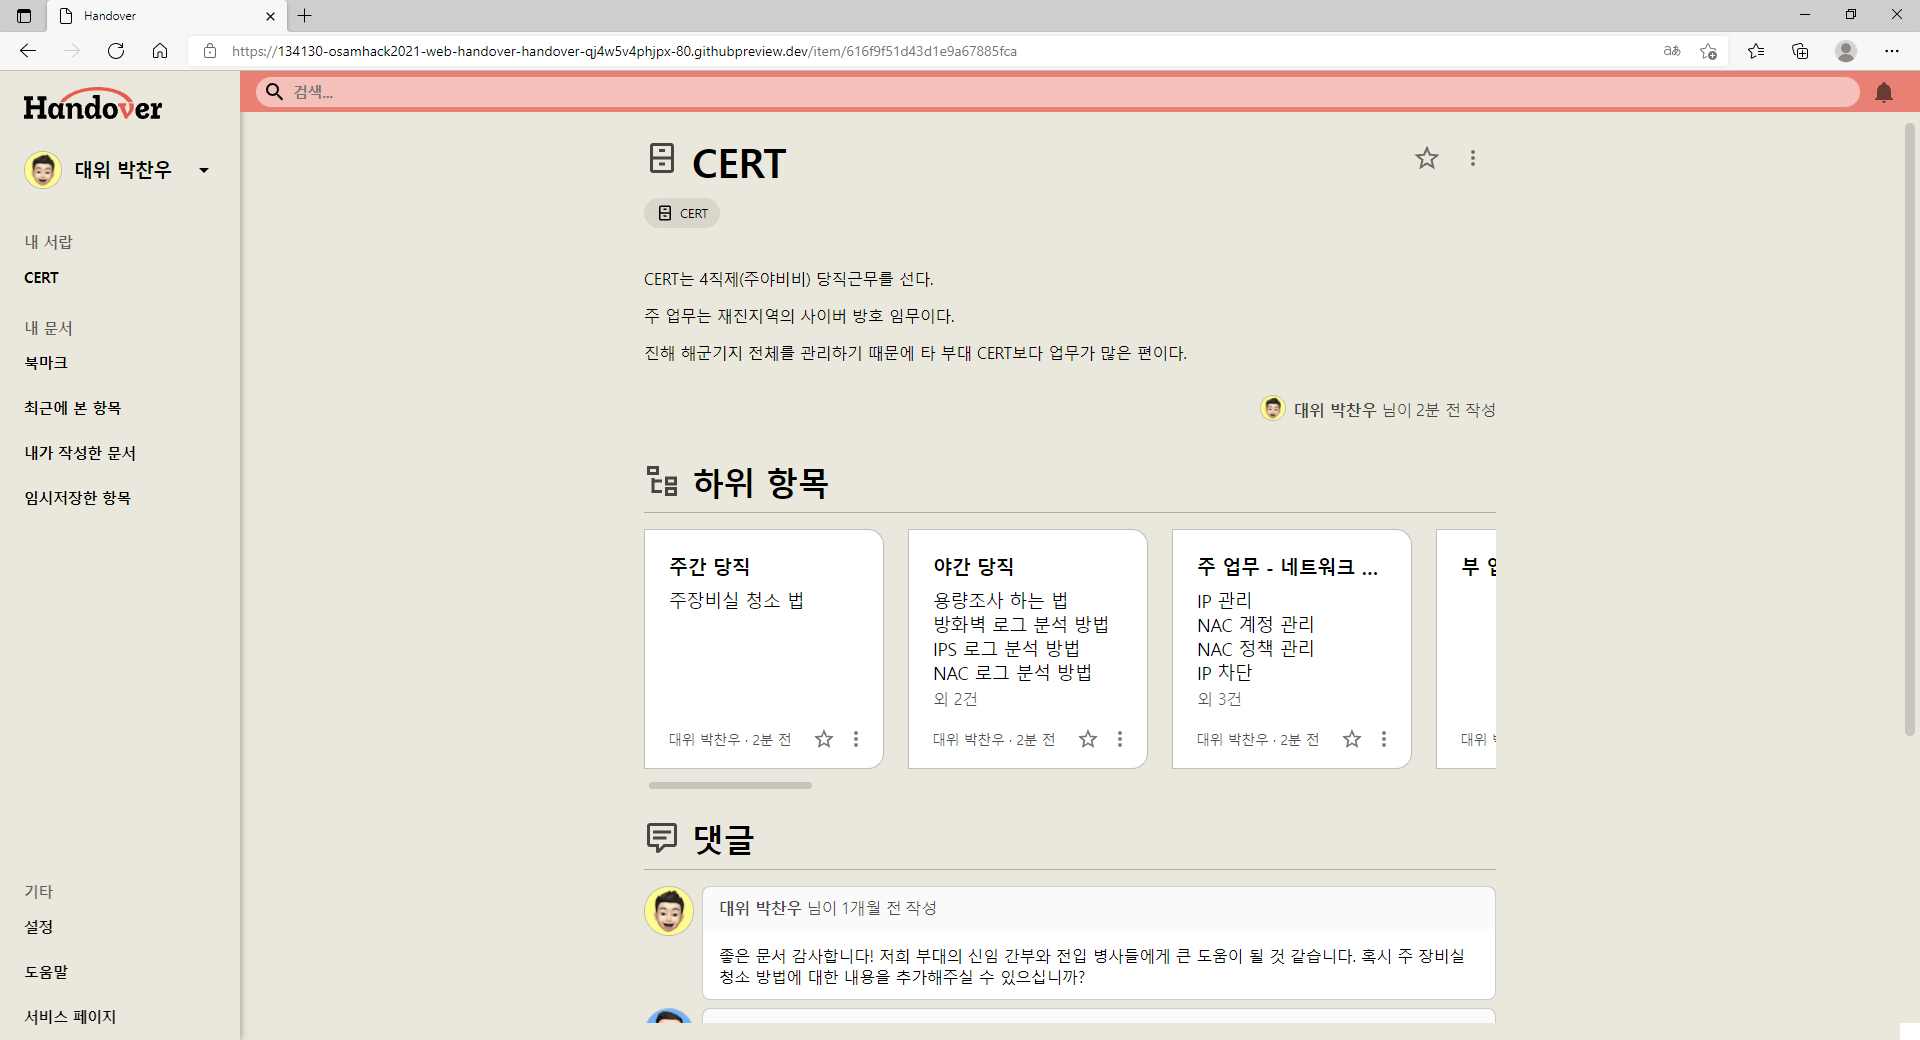 Handover
https://134130-osamhack2021-web-handover-handover-qj4w5v4phjpx-80.githubpreview.dev/item/616f9f51d43d1e9a67885fca
aあ
Handover
검색...
대위 박찬우
내 서랍
CERT
내 문서
북마크
최근에 본 항목
내가 작성한 문서
임시저장한 항목
기타
설정
도움말
서비스 페이지
CERT
CERT
CERT는 4직제(주야비비) 당직근무를 선다.
주 업무는 재진지역의 사이버 방호 임무이다.
진해 해군기지 전체를 관리하기 때문에 타 부대 CERT보다 업무가 많은 편이다.
대위 박찬우 님이 2분 전 작성
하위 항목
주간 당직
주장비실 청소 법
대위 박찬우 · 2분 전
야간 당직
용량조사 하는 법
방화벽 로그 분석 방법
IPS 로그 분석 방법
NAC 로그 분석 방법
외 2건
대위 박찬우 · 2분 전
주 업무 - 네트워크 ...
IP 관리
NAC 계정 관리
NAC 정책 관리
IP 차단
외 3건
대위 박찬우 · 2분 전
부
대위
댓글
대위 박찬우 님이 1개월 전 작성
좋은 문서 감사합니다! 저희 부대의 신임 간부와 전입 병사들에게 큰 도움이 될 것 같습니다. 혹시 주 장비실
청소 방법에 대한 내용을 추가해주실 수 있으십니까?